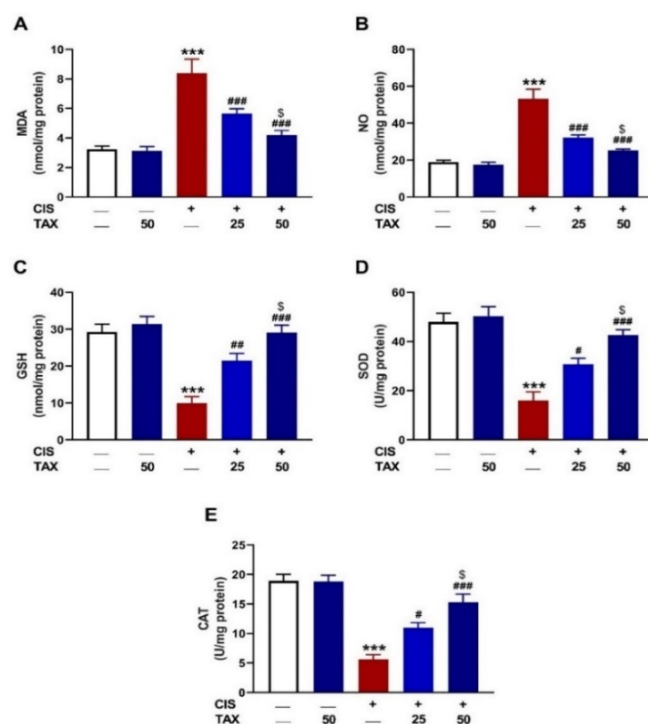 A
MDA
(nmol/mg protein)
10
8
6
4
2
0
***
###
$
###
CIS — — + + +
TAX — 50 — 25 50
B
NO
(nmol/mg protein)
80
60
40
20
0
***
###
$
###
CIS — — + + +
TAX — 50 — 25 50
C
GSH
(nmol/mg protein)
40
30
20
10
0
***
##
$
###
CIS — — + + +
TAX — 50 — 25 50
D
SOD
(U/mg protein)
60
40
20
0
***
#
$
###
CIS — — + + +
TAX — 50 — 25 50
E
CAT
(U/mg protein)
25
20
15
10
5
0
***
#
$
###
CIS — — + + +
TAX — 50 — 25 50